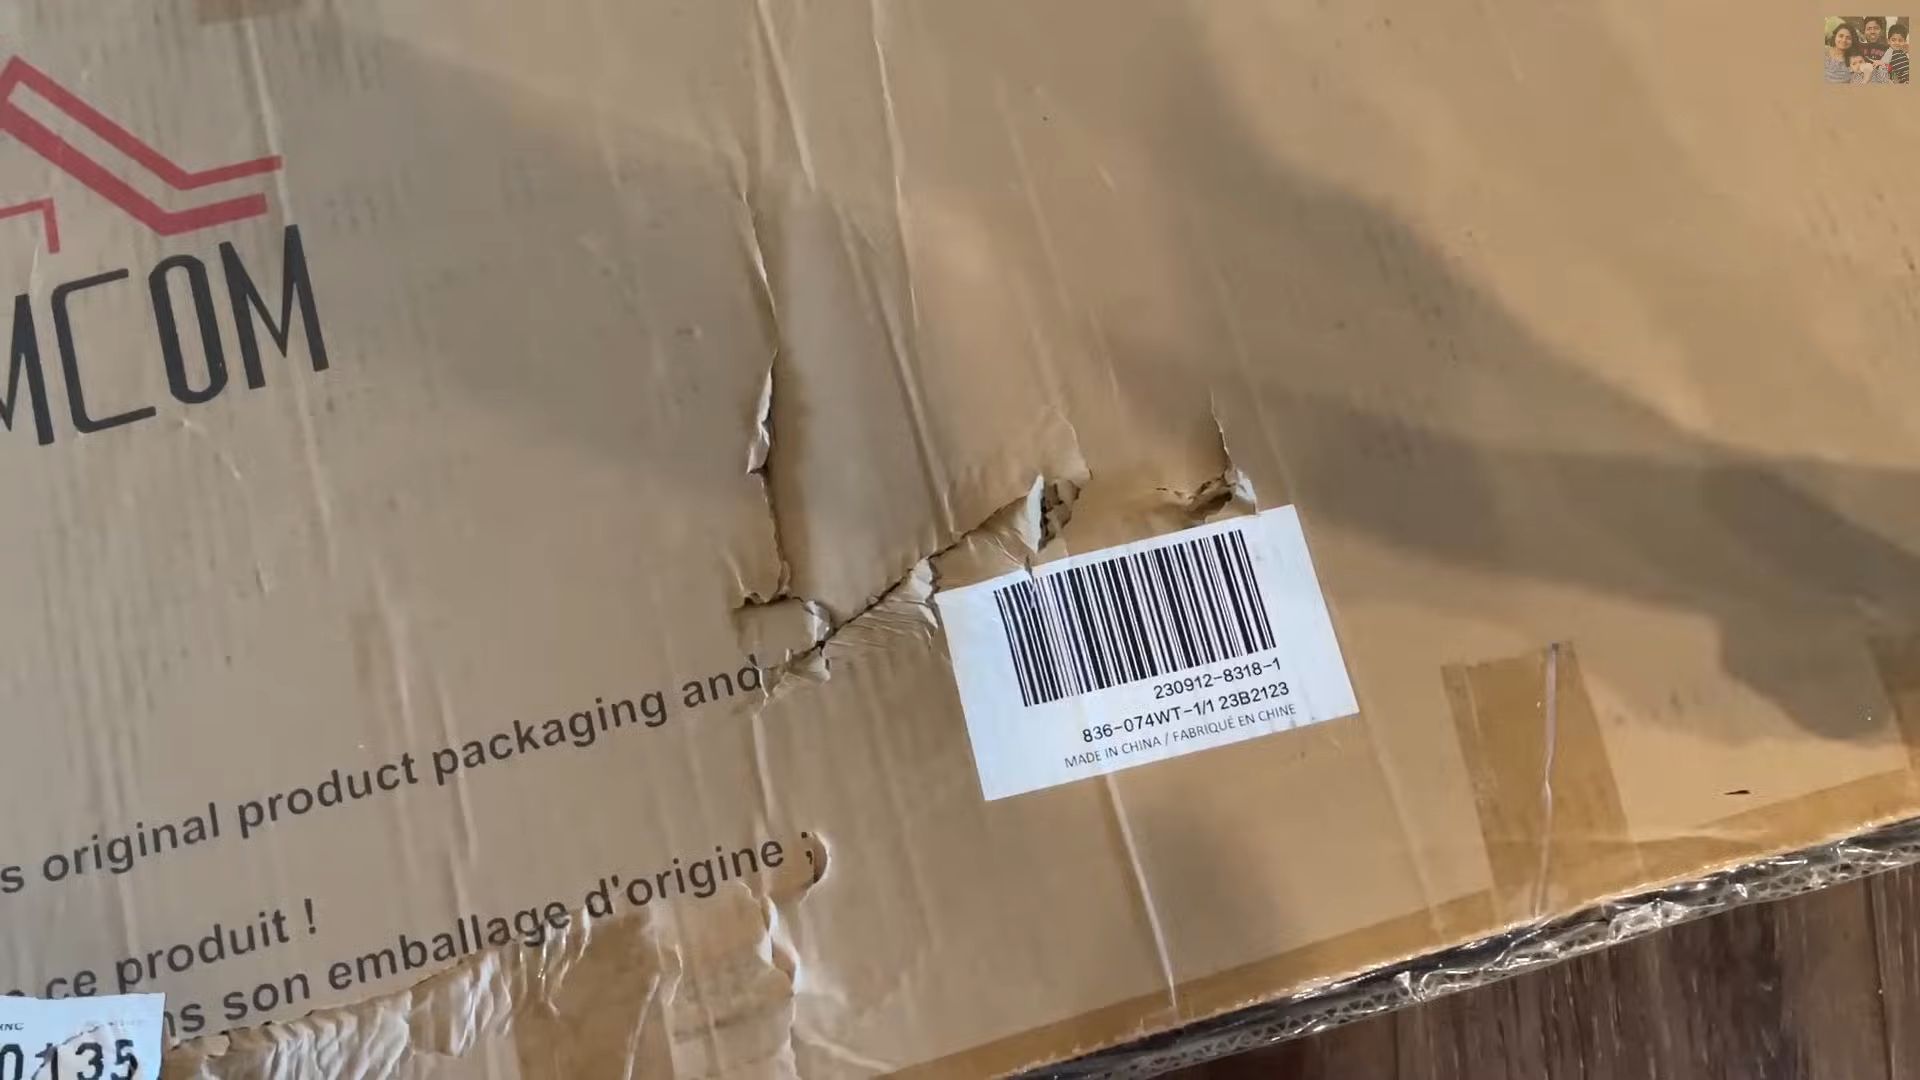 MCOM
s original product packaging and
ce produit !
ns son emballage d'origine ;
230912-8318-1
836-074WT-1/1 23B2123
MADE IN CHINA / FABRIQUÉ EN CHINE
0135